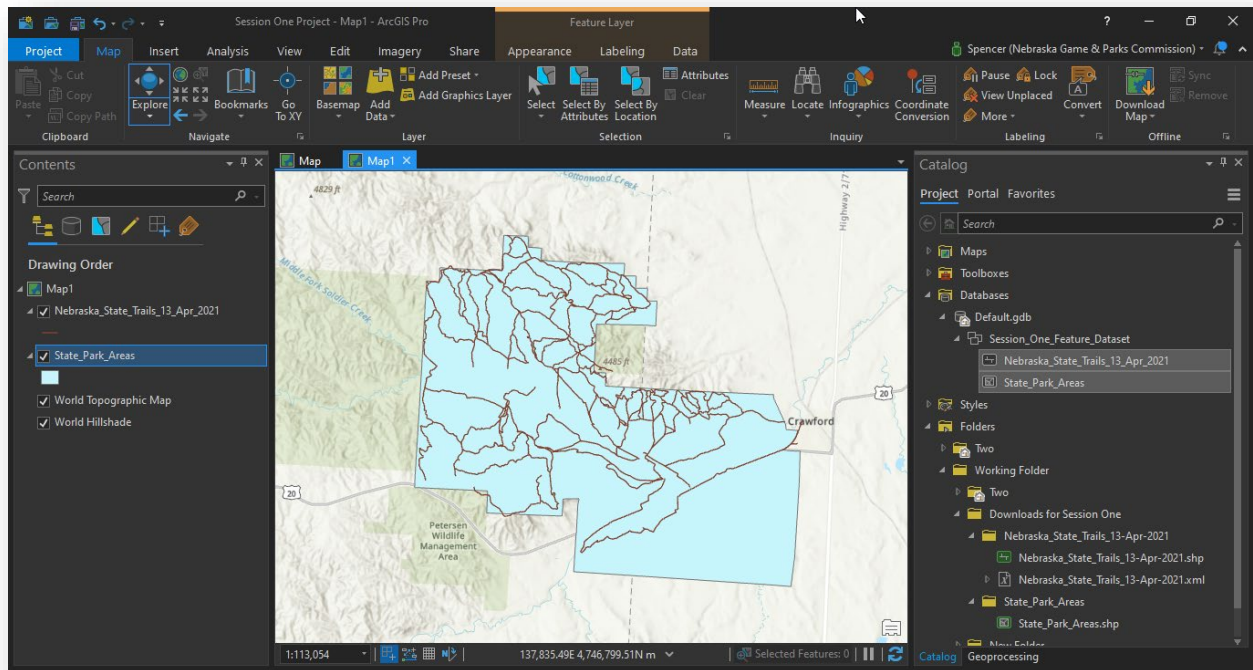 Session One Project - Map1 - ArcGIS Pro
Feature Layer
?
Project Map Insert Analysis View Edit Imagery Share Appearance Labeling Data
Spencer (Nebraska Game & Parks Commission)
Paste
Cut
Copy
Copy Path
Clipboard
Explore
Bookmarks
Go To XY
Navigate
Basemap
Add Data
Add Preset
Add Graphics Layer
Layer
Select
Select By Attributes
Select By Location
Attributes
Clear
Selection
Measure
Locate
Infographics
Coordinate Conversion
Inquiry
Pause
Lock
View Unplaced
More
Convert
Labeling
Download Map
Sync
Remove
Offline
Contents
Search
Drawing Order
Map1
Nebraska_State_Trails_13_Apr_2021
State_Park_Areas
World Topographic Map
World Hillshade
Map
Map1
4829 ft
Cottonwood Creek
Highway 2/7
Middle Fork Soldier Creek
4485 ft
20
Crawford
20
Petersen
Wildlife
Management
Area
1:113,054
137,835.49E 4,746,799.51N m
Selected Features: 0
Catalog
Project Portal Favorites
Search
Maps
Toolboxes
Databases
Default.gdb
Session_One_Feature_Dataset
Nebraska_State_Trails_13_Apr_2021
State_Park_Areas
Styles
Folders
Two
Working Folder
Two
Downloads for Session One
Nebraska_State_Trails_13-Apr-2021
Nebraska_State_Trails_13-Apr-2021.shp
Nebraska_State_Trails_13-Apr-2021.xml
State_Park_Areas
State_Park_Areas.shp
New Folder
Catalog Geoprocessing